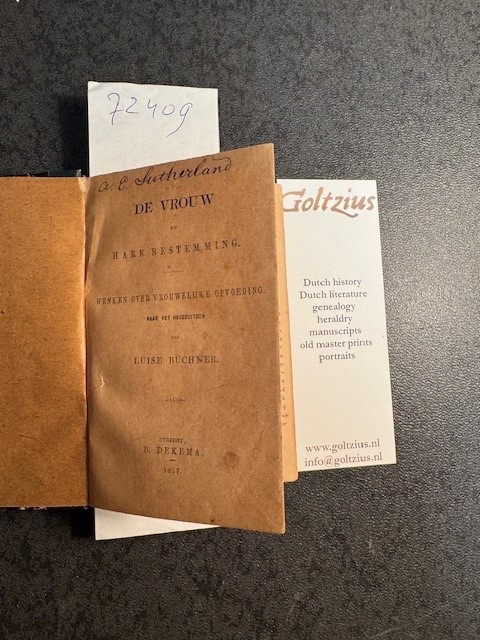 72409
A. E. Sutherland
DE VROUW
EN
HARE BESTEMMING.
WENKEN OVER VROUWELIJKE OPVOEDING.
NAAR HET HOOGDUITSCH
VAN
LUISE BÜCHNER.
UTRECHT,
B. DEKEMA.
1857.
Goltzius
Dutch history
Dutch literature
genealogy
heraldry
manuscripts
old master prints
portraits
www.goltzius.nl
info@goltzius.nl